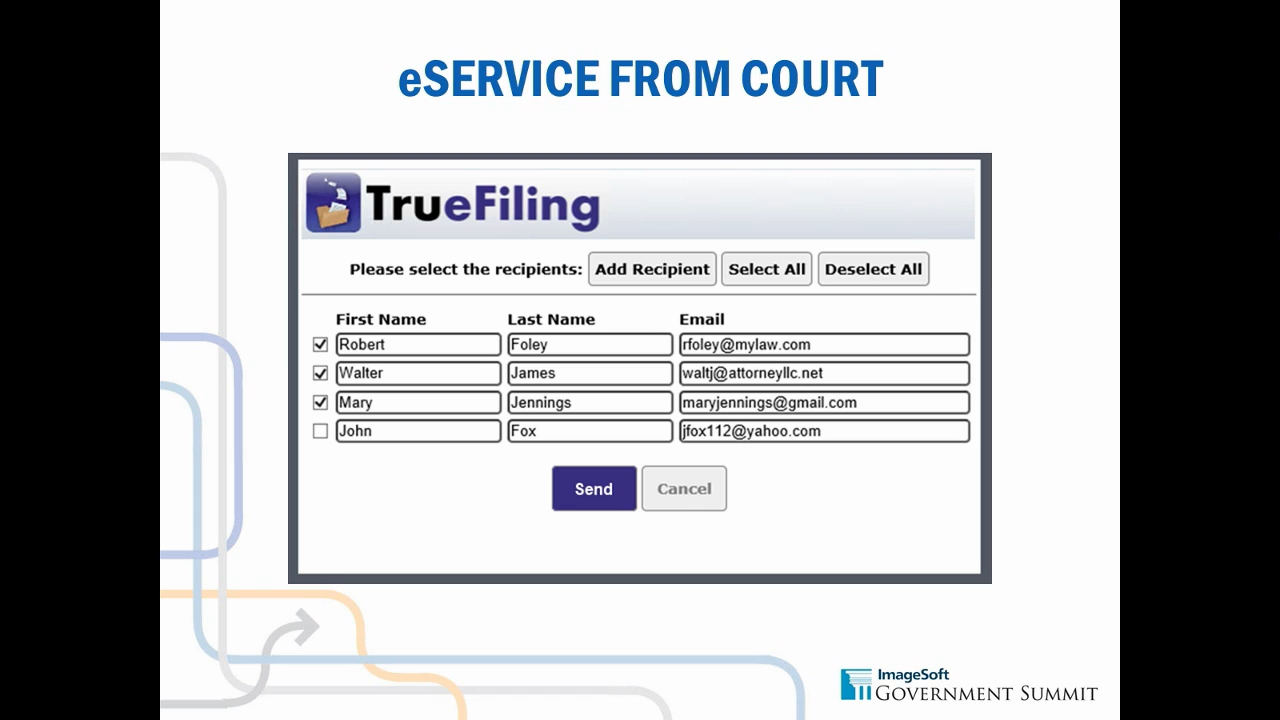 eSERVICE FROM COURT
TrueFiling
Please select the recipients: Add Recipient Select All Deselect All
First Name Last Name Email
Robert Foley rfoley@mylaw.com
Walter James waltj@attorneyllc.net
Mary Jennings maryjennings@gmail.com
John Fox jfox112@yahoo.com
Send Cancel
ImageSoft
GOVERNMENT SUMMIT